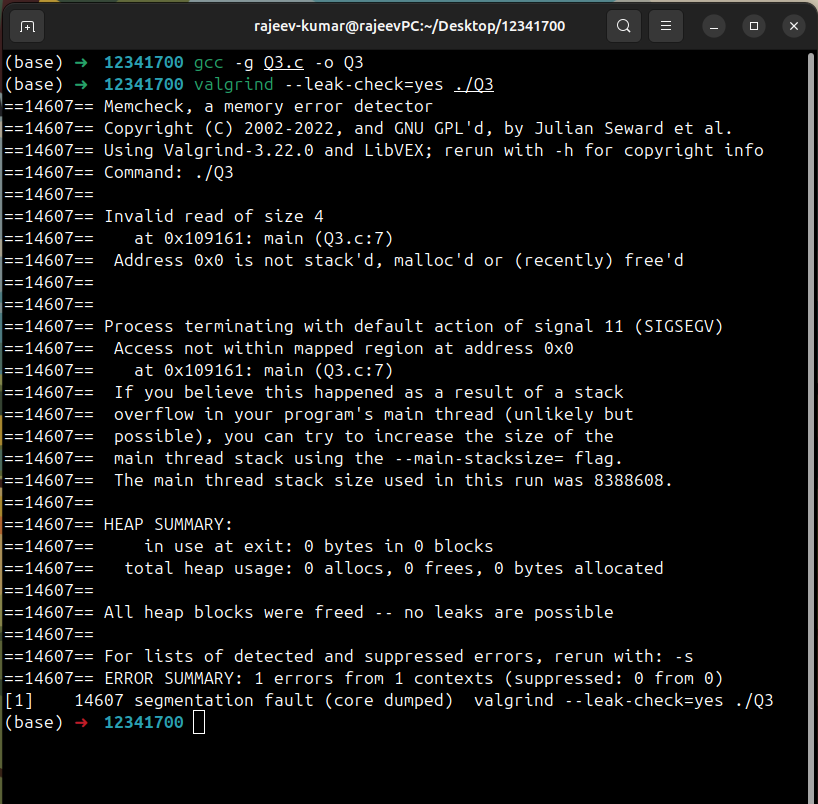 rajeev-kumar@rajeevPC:~/Desktop/12341700
(base) ➜  12341700 gcc -g Q3.c -o Q3
(base) ➜  12341700 valgrind --leak-check=yes ./Q3
==14607== Memcheck, a memory error detector
==14607== Copyright (C) 2002-2022, and GNU GPL'd, by Julian Seward et al.
==14607== Using Valgrind-3.22.0 and LibVEX; rerun with -h for copyright info
==14607== Command: ./Q3
==14607==
==14607== Invalid read of size 4
==14607==    at 0x109161: main (Q3.c:7)
==14607==  Address 0x0 is not stack'd, malloc'd or (recently) free'd
==14607==
==14607==
==14607== Process terminating with default action of signal 11 (SIGSEGV)
==14607==  Access not within mapped region at address 0x0
==14607==    at 0x109161: main (Q3.c:7)
==14607==  If you believe this happened as a result of a stack
==14607==  overflow in your program's main thread (unlikely but
==14607==  possible), you can try to increase the size of the
==14607==  main thread stack using the --main-stacksize= flag.
==14607==  The main thread stack size used in this run was 8388608.
==14607==
==14607== HEAP SUMMARY:
==14607==     in use at exit: 0 bytes in 0 blocks
==14607==   total heap usage: 0 allocs, 0 frees, 0 bytes allocated
==14607==
==14607== All heap blocks were freed -- no leaks are possible
==14607==
==14607== For lists of detected and suppressed errors, rerun with: -s
==14607== ERROR SUMMARY: 1 errors from 1 contexts (suppressed: 0 from 0)
[1]    14607 segmentation fault (core dumped)  valgrind --leak-check=yes ./Q3
(base) ➜  12341700